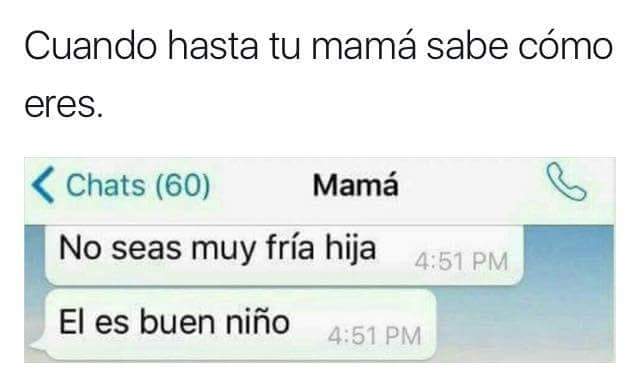 Cuando hasta tu mamá sabe cómo
eres.
Chats (60) Mamá
No seas muy fría hija 4:51 PM
El es buen niño 4:51 PM